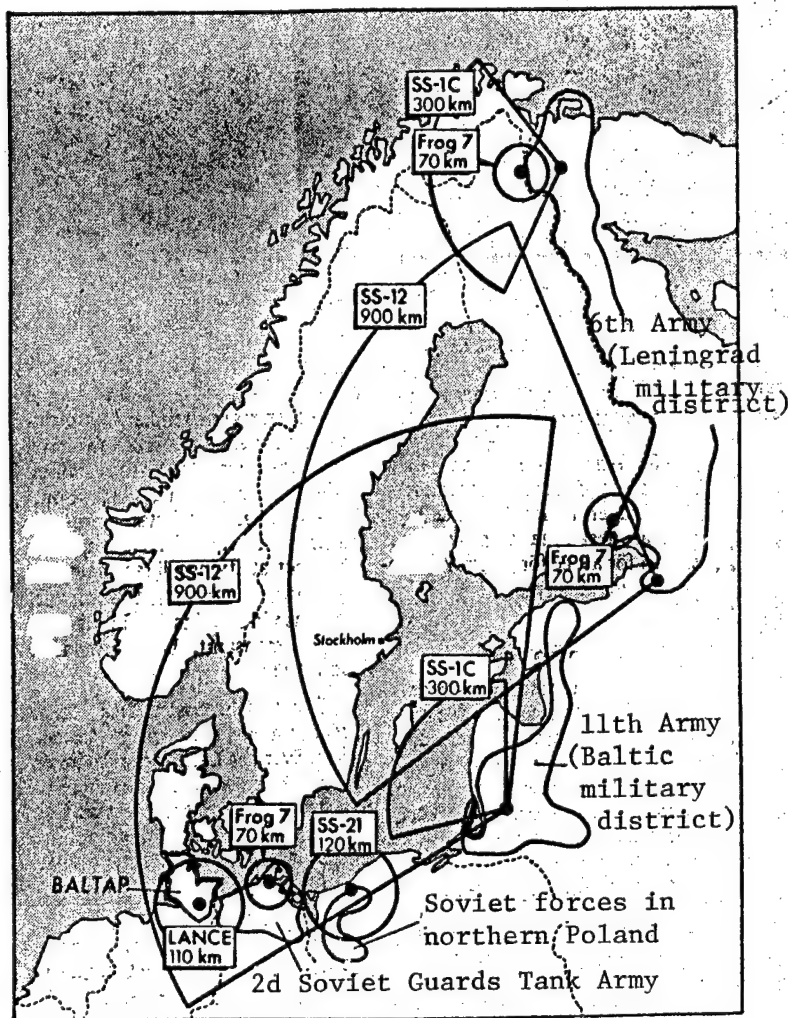 SS-1C
300 km
Frog 7
70 km
SS-12
900 km
6th Army
(Leningrad
military
district)
Frog 7
70 km
SS-12
900 km
Stockholm
SS-1C
300 km
11th Army
(Baltic
military
district)
Frog 7
70 km
SS-21
120 km
BALTAP
LANCE
110 km
Soviet forces in
northern Poland
2d Soviet Guards Tank Army